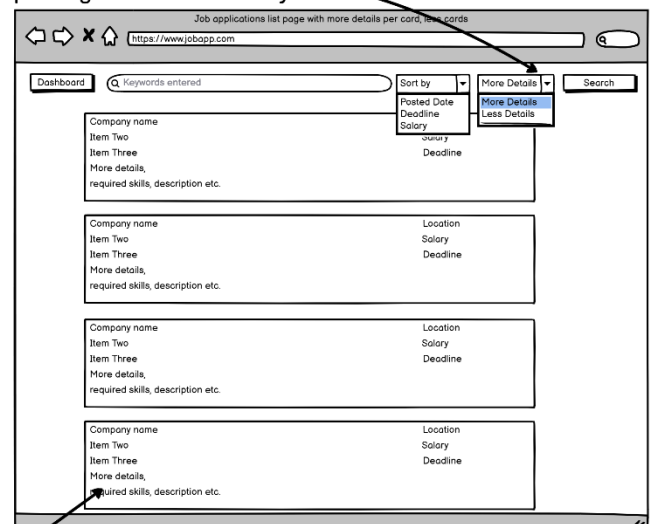 Job applications list page with more details per card, less cards
https://www.jobapp.com
Dashboard
Keywords entered
Sort by
More Details
Search
Posted Date
Deadline
Salary
More Details
Less Details
Company name
Item Two
Salary
Item Three
Deadline
More details,
required skills, description etc.
Company name
Location
Item Two
Salary
Item Three
Deadline
More details,
required skills, description etc.
Company name
Location
Item Two
Salary
Item Three
Deadline
More details,
required skills, description etc.
Company name
Location
Item Two
Salary
Item Three
Deadline
More details,
required skills, description etc.